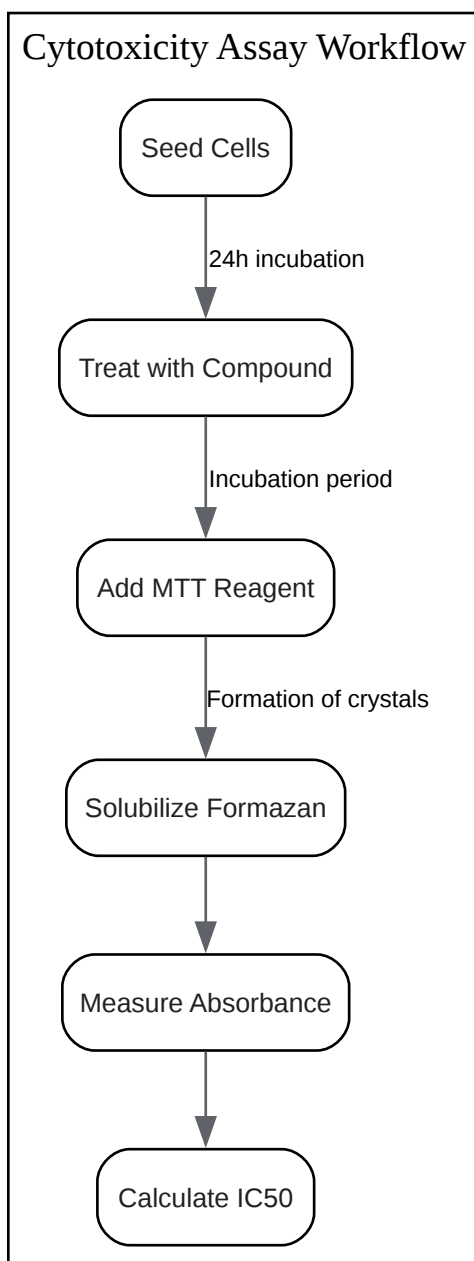 Cytotoxicity Assay Workflow
Seed Cells
24h incubation
Treat with Compound
Incubation period
Add MTT Reagent
Formation of crystals
Solubilize Formazan
Measure Absorbance
Calculate IC50